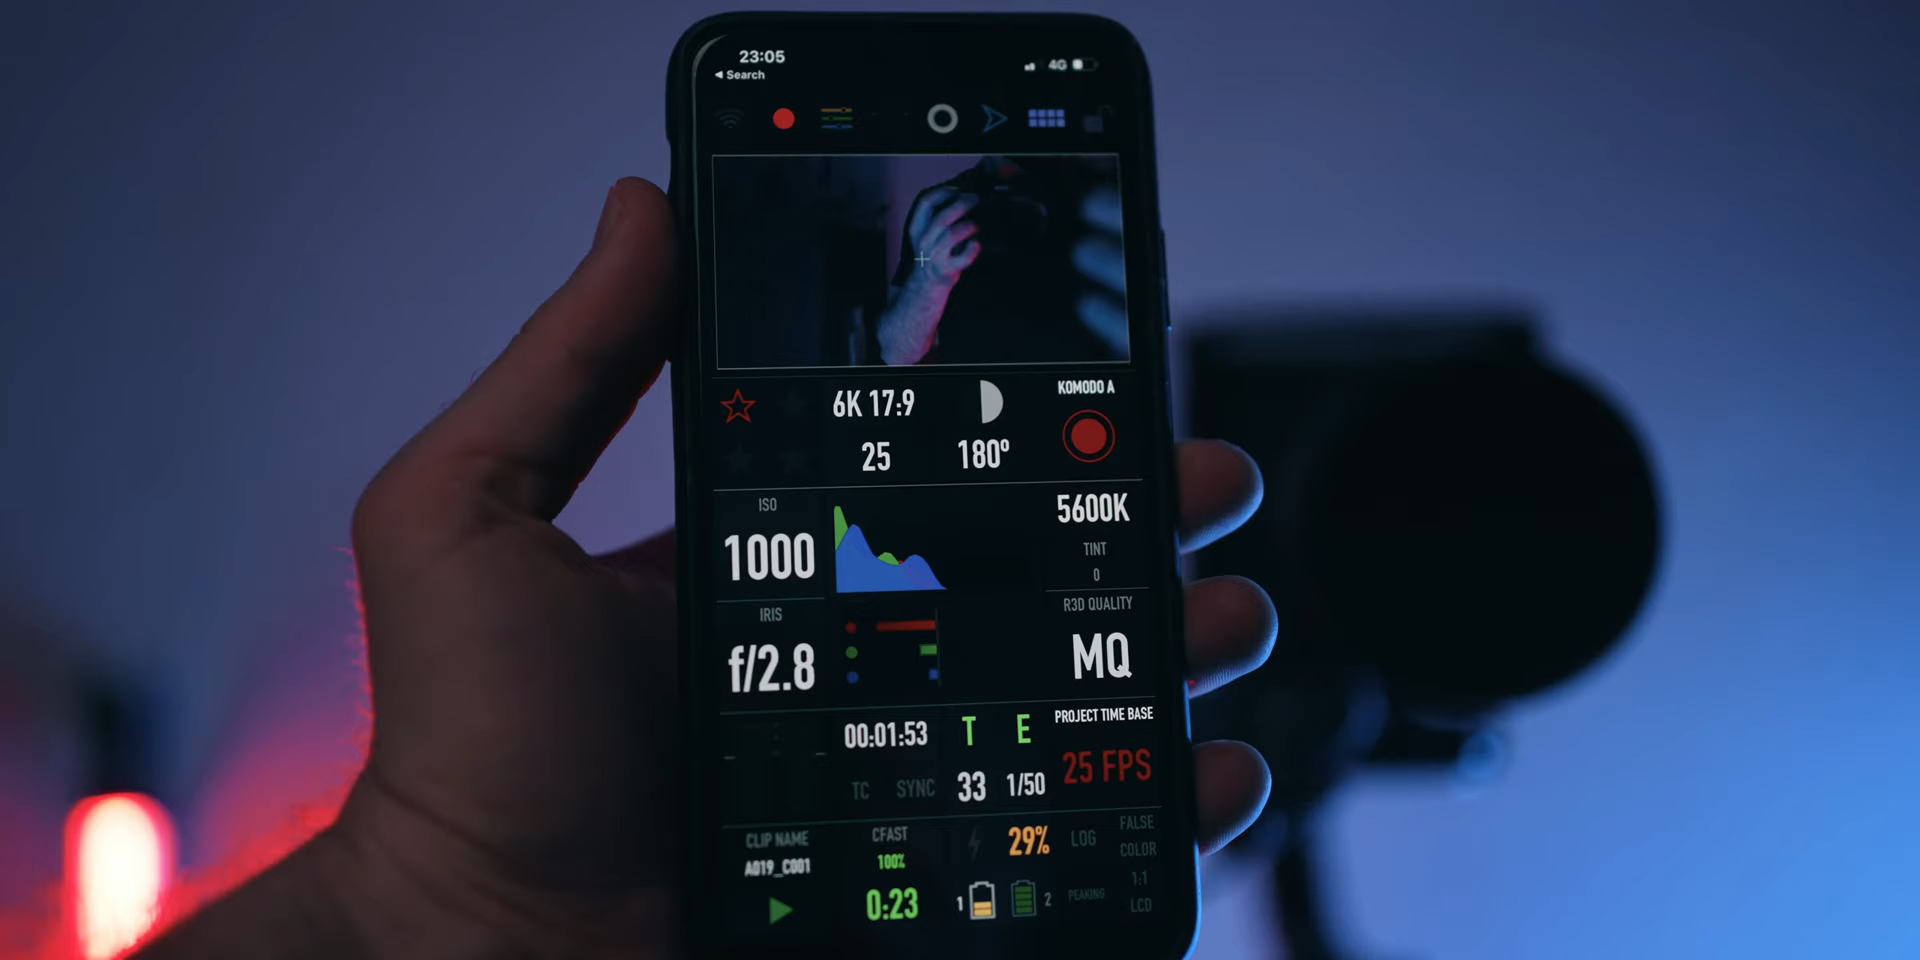 23:05
◀ Search
4G
6K 17:9
KOMODO A
25
180º
ISO
1000
5600K
TINT
0
IRIS
f/2.8
R3D QUALITY
MQ
00:01:53
T
E
PROJECT TIME BASE
25 FPS
TC
SYNC
33
1/50
CLIP NAME
A019_C001
CFAST
100%
0:23
29%
LOG
FALSE
COLOR
1
2
PEAKING
1:1
LCD